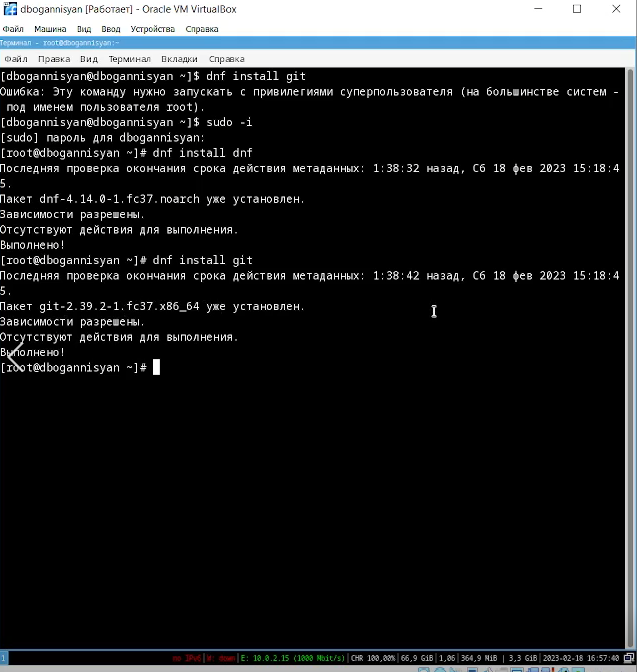 dbogannisyan [Работает] - Oracle VM VirtualBox
Файл Машина Вид Ввод Устройства Справка
Терминал - root@dbogannisyan:~
Файл Правка Вид Терминал Вкладки Справка
[dbogannisyan@dbogannisyan ~]$ dnf install git
Ошибка: Эту команду нужно запускать с привилегиями суперпользователя (на большинстве систем -
под именем пользователя root).
[dbogannisyan@dbogannisyan ~]$ sudo -i
[sudo] пароль для dbogannisyan:
[root@dbogannisyan ~]# dnf install dnf
Последняя проверка окончания срока действия метаданных: 1:38:32 назад, Сб 18 фев 2023 15:18:4
5.
Пакет dnf-4.14.0-1.fc37.noarch уже установлен.
Зависимости разрешены.
Отсутствуют действия для выполнения.
Выполнено!
[root@dbogannisyan ~]# dnf install git
Последняя проверка окончания срока действия метаданных: 1:38:42 назад, Сб 18 фев 2023 15:18:4
5.
Пакет git-2.39.2-1.fc37.x86_64 уже установлен.
Зависимости разрешены.
Отсутствуют действия для выполнения.
Выполнено!
[root@dbogannisyan ~]#
1 no IPv6|W: down|E: 10.0.2.15 (1000 Mbit/s)|CHR 100,00%|66,9 GiB|1,06|364,9 MiB | 3,3 GiB|2023-02-18 16:57:40